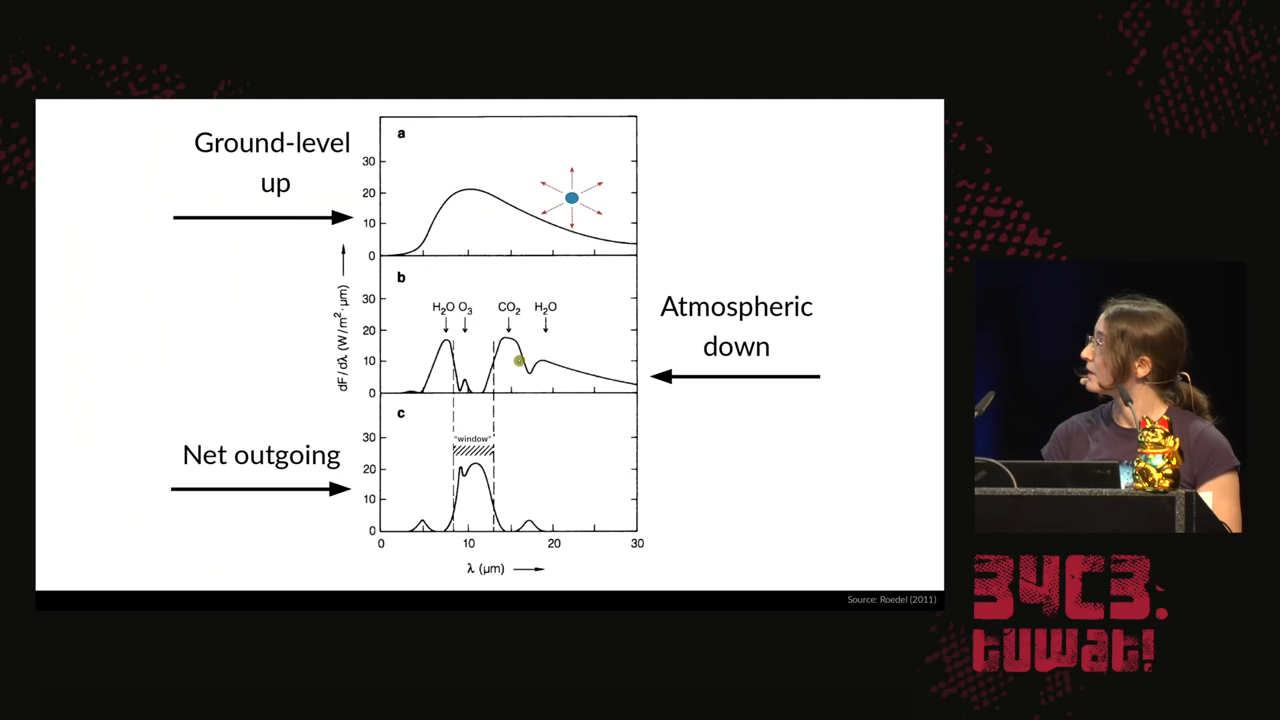 Ground-level
up
a
30
20
10
0
b
H₂O O₃ CO₂ H₂O
30
20
10
0
dF/dλ (W/m²·μm)
Atmospheric
down
c
"window"
30
20
10
0
Net outgoing
0 10 20 30
λ (μm)
Source: Roedel (2011)
34C3.
tuwat!